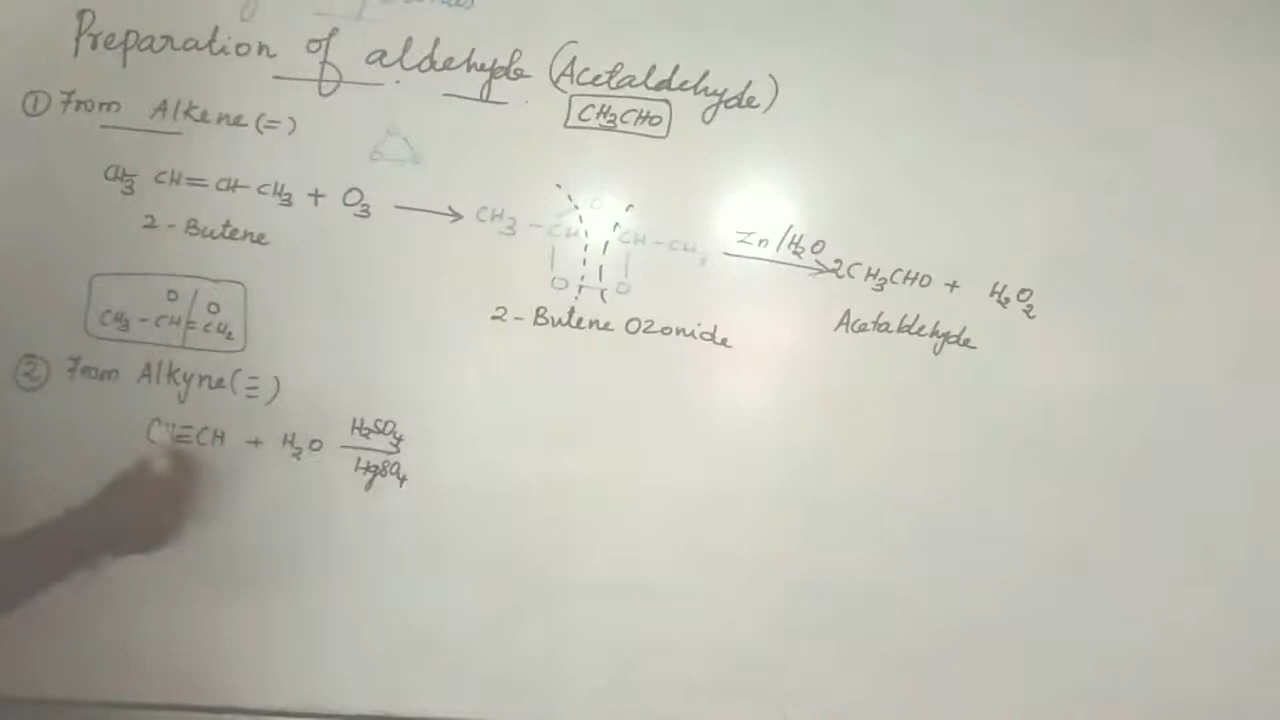 Preparation of aldehyde (Acetaldehyde)
CH3CHO
① From Alkene (=)
CH3 CH=CH-CH3 + O3 ⟶ CH3-CH O CH-CH3 Zn/H2O ⟶ 2CH3CHO + H2O2
O O
2-Butene
2-Butene Ozonide
Acetaldehyde
O O
CH3-CH=CH2
② From Alkyne (≡)
CH≡CH + H2O H2SO4
HgSO4